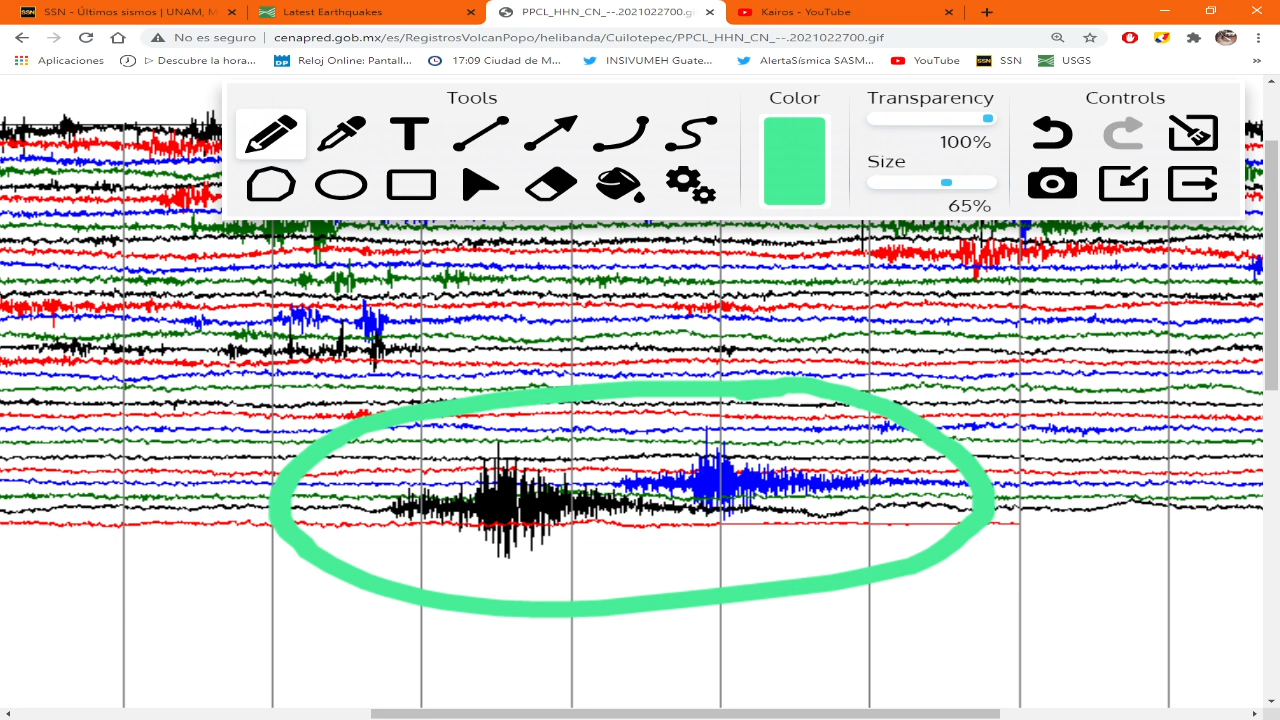 SSN - Últimos sismos | UNAM, M
Latest Earthquakes
PPCL_HHN_CN_--.2021022700.gi
Kairos - YouTube
No es seguro | cenapred.gob.mx/es/RegistrosVolcanPopo/helibanda/Cuilotepec/PPCL_HHN_CN_--.2021022700.gif
Aplicaciones
▷ Descubre la hora...
DP Reloj Online: Pantall...
17:09 Ciudad de M...
INSIVUMEH Guate...
AlertaSísmica SASM...
YouTube
SSN SSN
USGS
»
Tools
Color
Transparency
Controls
T
100%
Size
65%